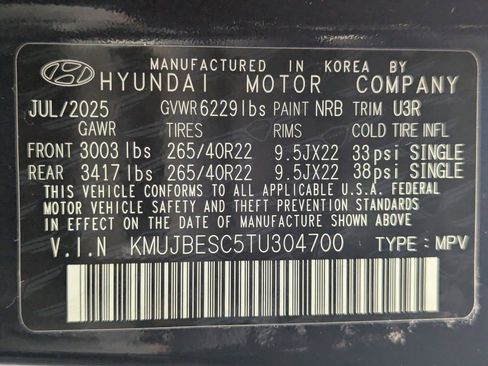 MANUFACTURED IN KOREA BY
HYUNDAI MOTOR COMPANY
JUL/2025 GVWR 6229 lbs PAINT NRB TRIM U3R
GAWR TIRES RIMS COLD TIRE INFL
FRONT 3003 lbs 265/40R22 9.5JX22 33psi SINGLE
REAR 3417 lbs 265/40R22 9.5JX22 38psi SINGLE
THIS VEHICLE CONFORMS TO ALL APPLICABLE U.S.A. FEDERAL
MOTOR VEHICLE SAFETY AND THEFT PREVENTION STANDARDS
IN EFFECT ON THE DATE OF MANUFACTURE SHOWN ABOVE.
V.I.N KMUJBESC5TU304700 TYPE: MPV